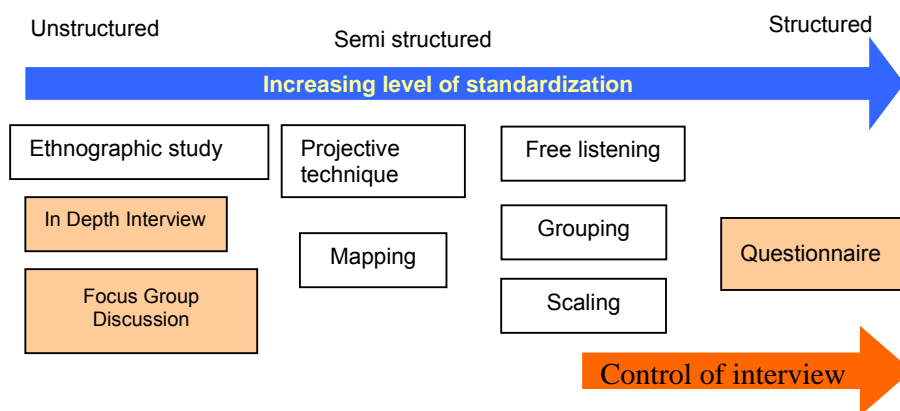 Unstructured
Semi structured
Structured
Increasing level of standardization
Ethnographic study
Projective
technique
Free listening
In Depth Interview
Mapping
Grouping
Questionnaire
Focus Group
Discussion
Scaling
Control of interview